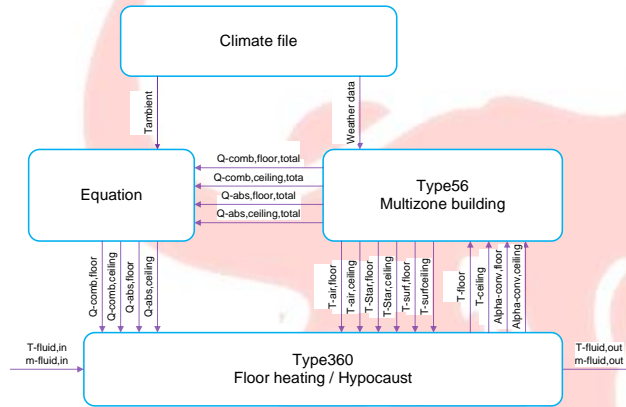 Climate file
Tambient
Weather data
Q-comb,floor,total
Q-comb,ceiling,tota
Q-abs,floor,total
Q-abs,ceiling,total
Equation
Type56
Multizone building
Q-comb,floor
Q-comb,ceiling
Q-abs,floor
Q-abs,ceiling
T-air,floor
T-air,ceiling
T-Star,floor
T-Star,ceiling
T-surf,floor
T-surfceiling
T-floor
T-ceiling
Alpha-conv,floor
Alpha-conv,ceiling
T-fluid,in
m-fluid,in
Type360
Floor heating / Hypocaust
T-fluid,out
m-fluid,out